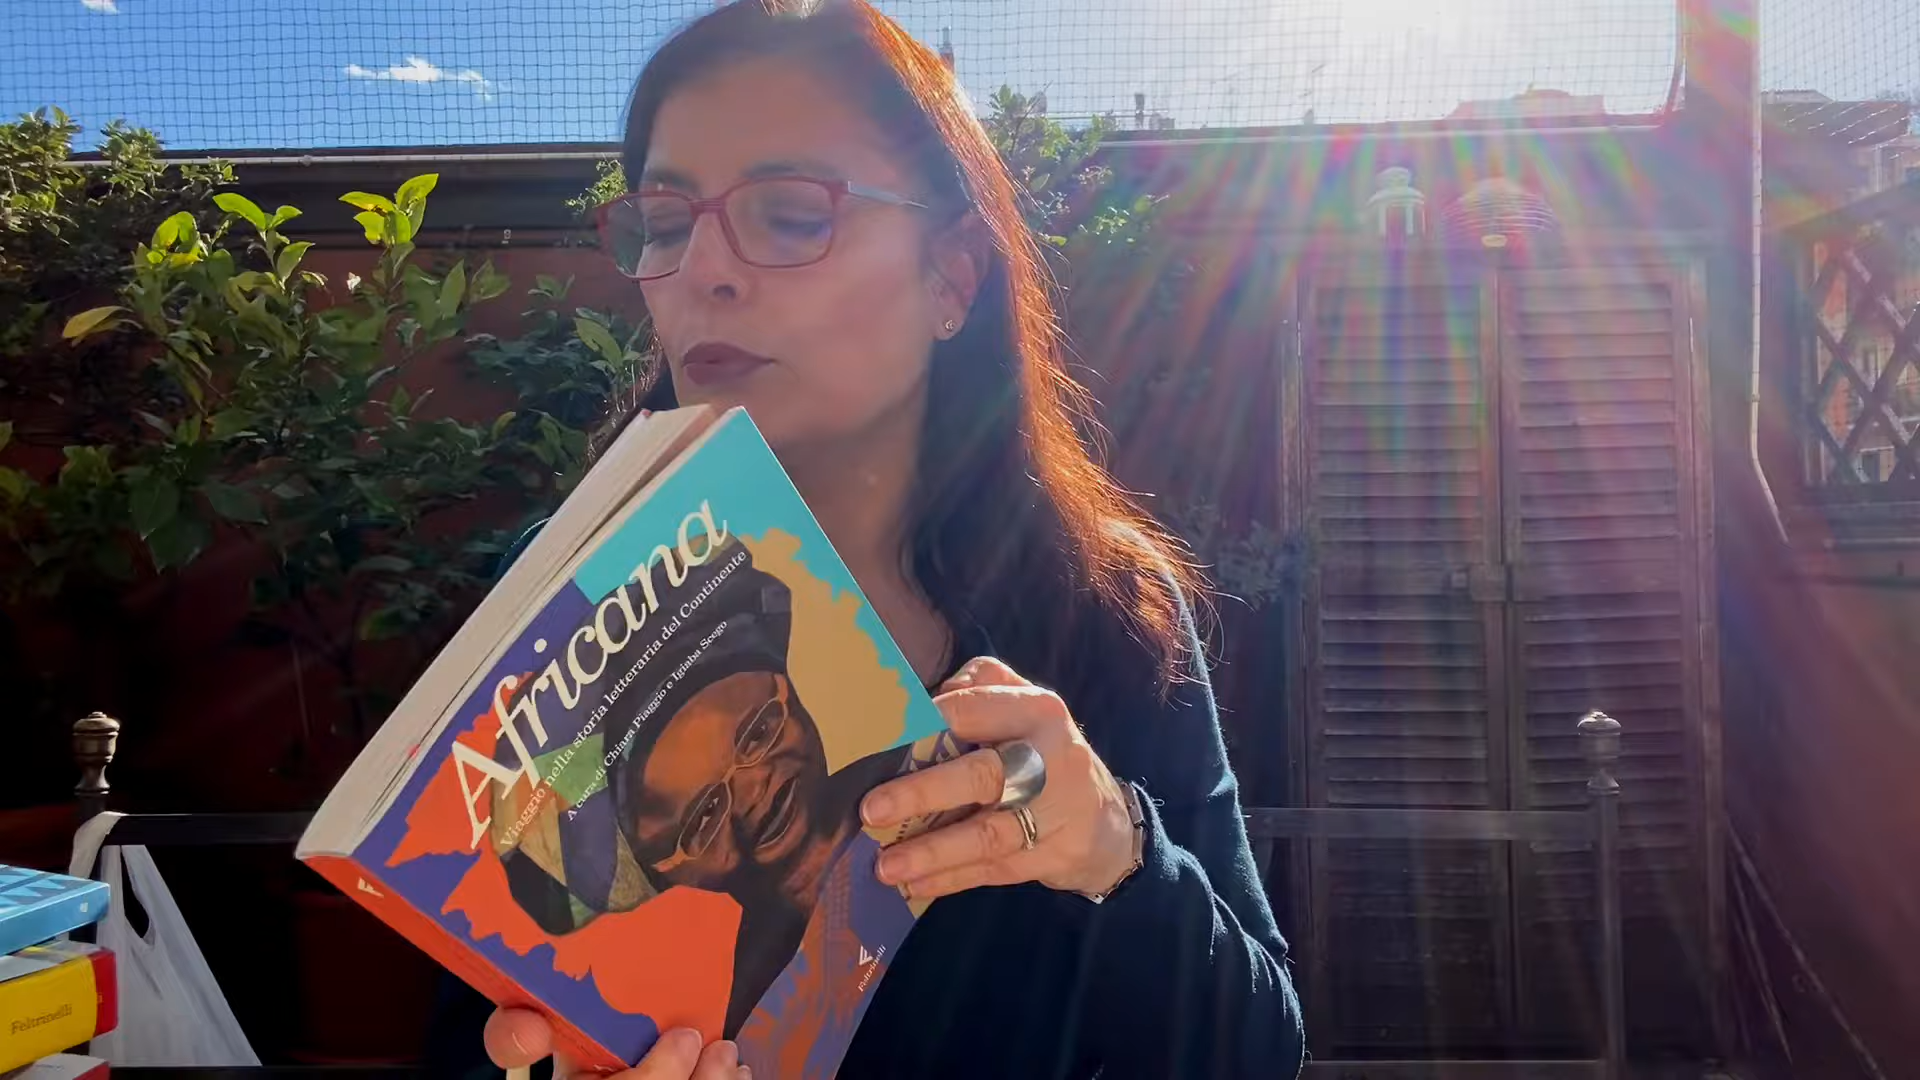 Africana
Viaggio nella storia letteraria del Continente
A cura di Chiara Piaggio e Igiaba Scego
Feltrinelli
Feltrinelli